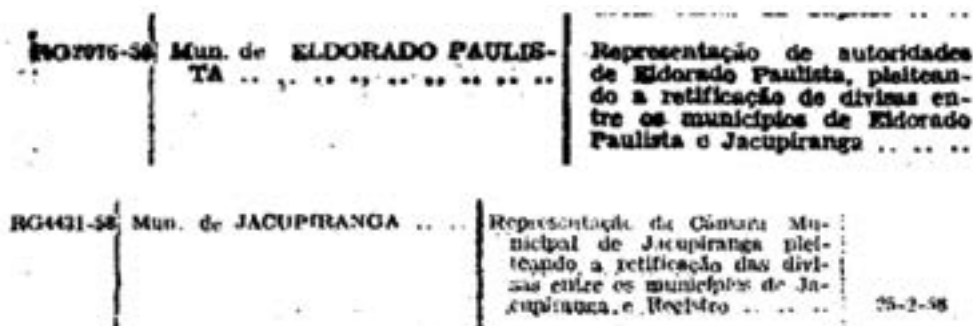 RG7076-58 Mun. de ELDORADO PAULIS-
TA .. .. .. .. .. .. .. .. ..
Representação de autoridades
de Eldorado Paulista, pleitean-
do a retificação de divisas en-
tre os municípios de Eldorado
Paulista e Jacupiranga .. .. ..
RG4431-58 Mun. de JACUPIRANGA .. ..
Representação da Câmara Mu-
nicipal de Jacupiranga plei-
teando a retificação das divi-
sas entre os municípios de Ja-
cupiranga e Registro .. .. .. 25-2-58